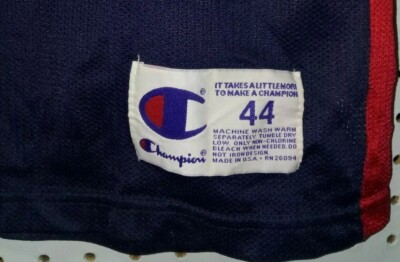 IT TAKES A LITTLE MORE
TO MAKE A CHAMPION
44
MACHINE WASH WARM
SEPARATELY TUMBLE DRY
LOW. ONLY NON-CHLORINE
BLEACH WHEN NEEDED. DO
NOT IRON DESIGN.
MADE IN U.S.A. • RN 26094
Champion